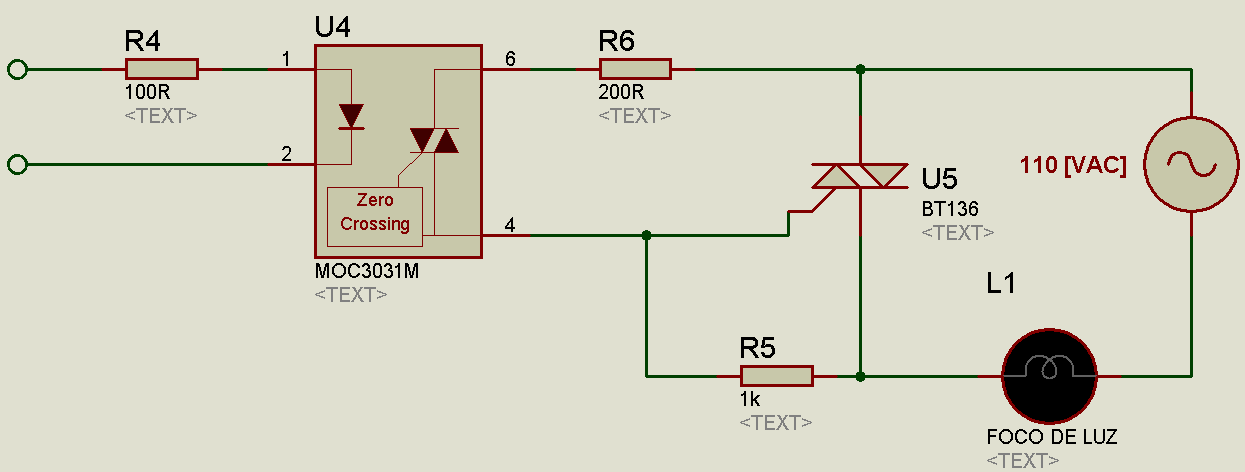 R4
100R
<TEXT>
U4
1
2
6
4
Zero
Crossing
MOC3031M
<TEXT>
R6
200R
<TEXT>
U5
BT136
<TEXT>
110 [VAC]
R5
1k
<TEXT>
L1
FOCO DE LUZ
<TEXT>